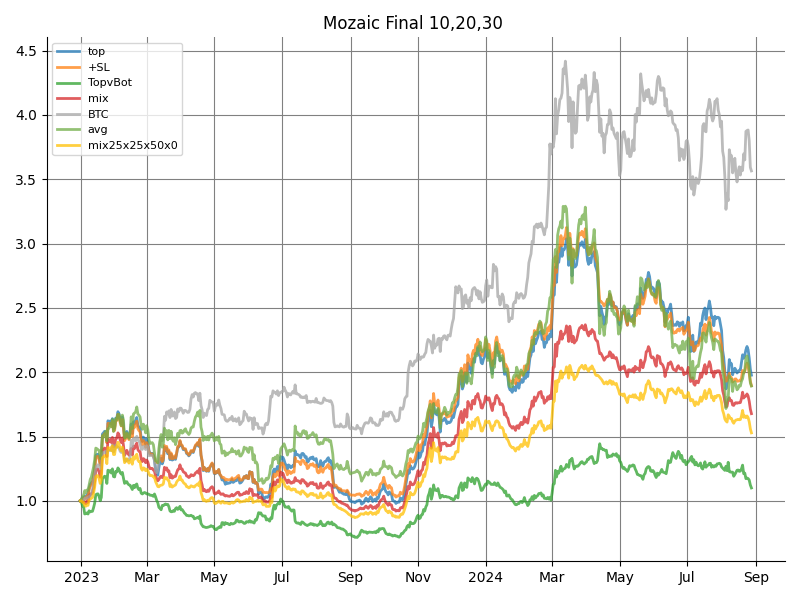 Mozaic Final 10,20,30
top
+SL
TopvBot
mix
BTC
avg
mix25x25x50x0
4.5
4.0
3.5
3.0
2.5
2.0
1.5
1.0
2023 Mar May Jul Sep Nov 2024 Mar May Jul Sep